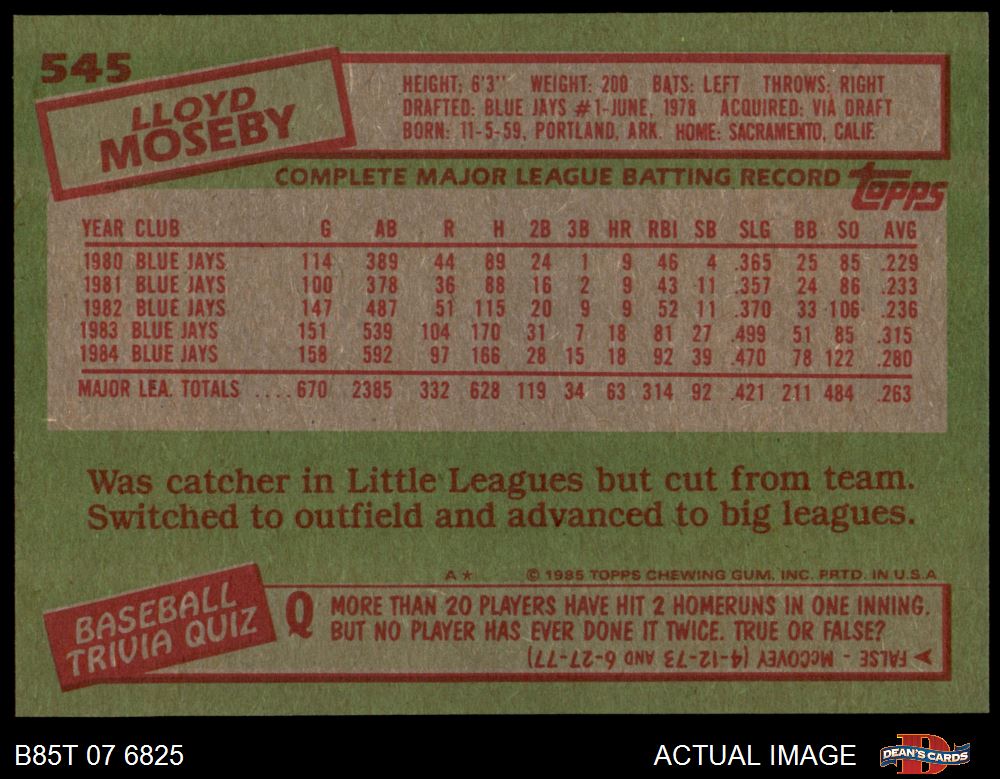 545
LLOYD
MOSEBY
HEIGHT: 6'3" WEIGHT: 200 BATS: LEFT THROWS: RIGHT
DRAFTED: BLUE JAYS #1-JUNE, 1978 ACQUIRED: VIA DRAFT
BORN: 11-5-59, PORTLAND, ARK. HOME: SACRAMENTO, CALIF.
COMPLETE MAJOR LEAGUE BATTING RECORD topps
YEAR CLUB G AB R H 2B 3B HR RBI SB SLG BB SO AVG
1980 BLUE JAYS 114 389 44 89 24 1 9 46 4 .365 25 85 .229
1981 BLUE JAYS 100 378 36 88 16 2 9 43 11 .357 24 86 .233
1982 BLUE JAYS 147 487 51 115 20 9 9 52 11 .370 33 106 .236
1983 BLUE JAYS 151 539 104 170 31 7 18 81 27 .499 51 85 .315
1984 BLUE JAYS 158 592 97 166 28 15 18 92 39 .470 78 122 .280
MAJOR LEA. TOTALS ....670 2385 332 628 119 34 63 314 92 .421 211 484 .263
Was catcher in Little Leagues but cut from team.
Switched to outfield and advanced to big leagues.
A* © 1985 TOPPS CHEWING GUM, INC. PRTD. IN U.S.A
BASEBALL
TRIVIA QUIZ
Q MORE THAN 20 PLAYERS HAVE HIT 2 HOMERUNS IN ONE INNING.
BUT NO PLAYER HAS EVER DONE IT TWICE. TRUE OR FALSE?
FALSE - McCOVEY (4-12-73 AND 6-27-77)
B85T 07 6825 ACTUAL IMAGE DEAN'S CARDS